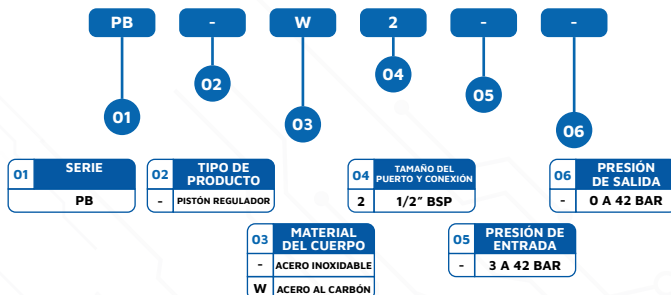 PB - W 2 - -
01
02
03
04
05
06
01 SERIE
PB
02 TIPO DE
PRODUCTO
- PISTÓN REGULADOR
03 MATERIAL
DEL CUERPO
- ACERO INOXIDABLE
W ACERO AL CARBÓN
04 TAMAÑO DEL
PUERTO Y CONEXIÓN
2 1/2″ BSP
05 PRESIÓN DE
ENTRADA
- 3 A 42 BAR
06 PRESIÓN
DE SALIDA
- 0 A 42 BAR